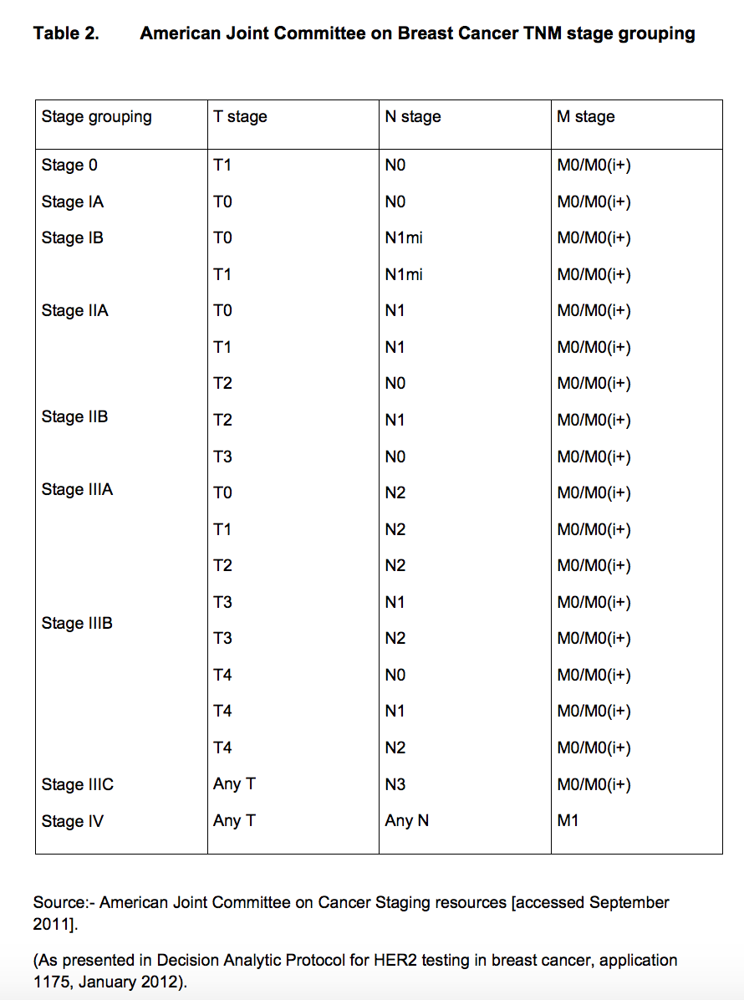 Table 2. American Joint Committee on Breast Cancer TNM stage grouping
Stage grouping T stage N stage M stage
Stage 0 T1 N0 M0/M0(i+)
Stage IA T0 N0 M0/M0(i+)
Stage IB T0 N1mi M0/M0(i+)
T1 N1mi M0/M0(i+)
Stage IIA T0 N1 M0/M0(i+)
T1 N1 M0/M0(i+)
T2 N0 M0/M0(i+)
Stage IIB T2 N1 M0/M0(i+)
T3 N0 M0/M0(i+)
Stage IIIA T0 N2 M0/M0(i+)
T1 N2 M0/M0(i+)
T2 N2 M0/M0(i+)
T3 N1 M0/M0(i+)
Stage IIIB
T3 N2 M0/M0(i+)
T4 N0 M0/M0(i+)
T4 N1 M0/M0(i+)
T4 N2 M0/M0(i+)
Stage IIIC Any T N3 M0/M0(i+)
Stage IV Any T Any N M1
Source:- American Joint Committee on Cancer Staging resources [accessed September
2011].
(As presented in Decision Analytic Protocol for HER2 testing in breast cancer, application
1175, January 2012).